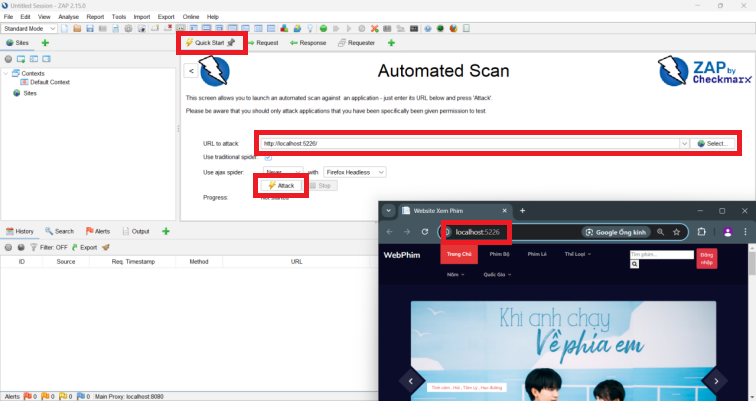 Untitled Session - ZAP 2.15.0
File Edit View Analyse Report Tools Import Export Online Help
Standard Mode
Sites
Quick Start Request Response Requester
Contexts
Default Context
Sites
<
Automated Scan
ZAP by
Checkmarx
This screen allows you to launch an automated scan against an application - just enter its URL below and press 'Attack'.
Please be aware that you should only attack applications that you have been specifically been given permission to test.
URL to attack: http://localhost:5226/ Select...
Use traditional spider:
Use ajax spider: Never with Firefox Headless
Attack Stop
Progress: Not started
History Search Alerts Output
Filter: OFF Export
ID Source Req. Timestamp Method URL
Website Xem Phim
localhost:5226 Google Ống kính
WebPhim Trang Chủ Phim Bộ Phim Lẻ Thể Loại Tìm phim... Đăng nhập
Năm Quốc Gia
Khi anh chạy
Về phía em
Tình cảm , Hài , Tâm Lý , Học đường
Alerts 0 0 0 0 Main Proxy: localhost:8080